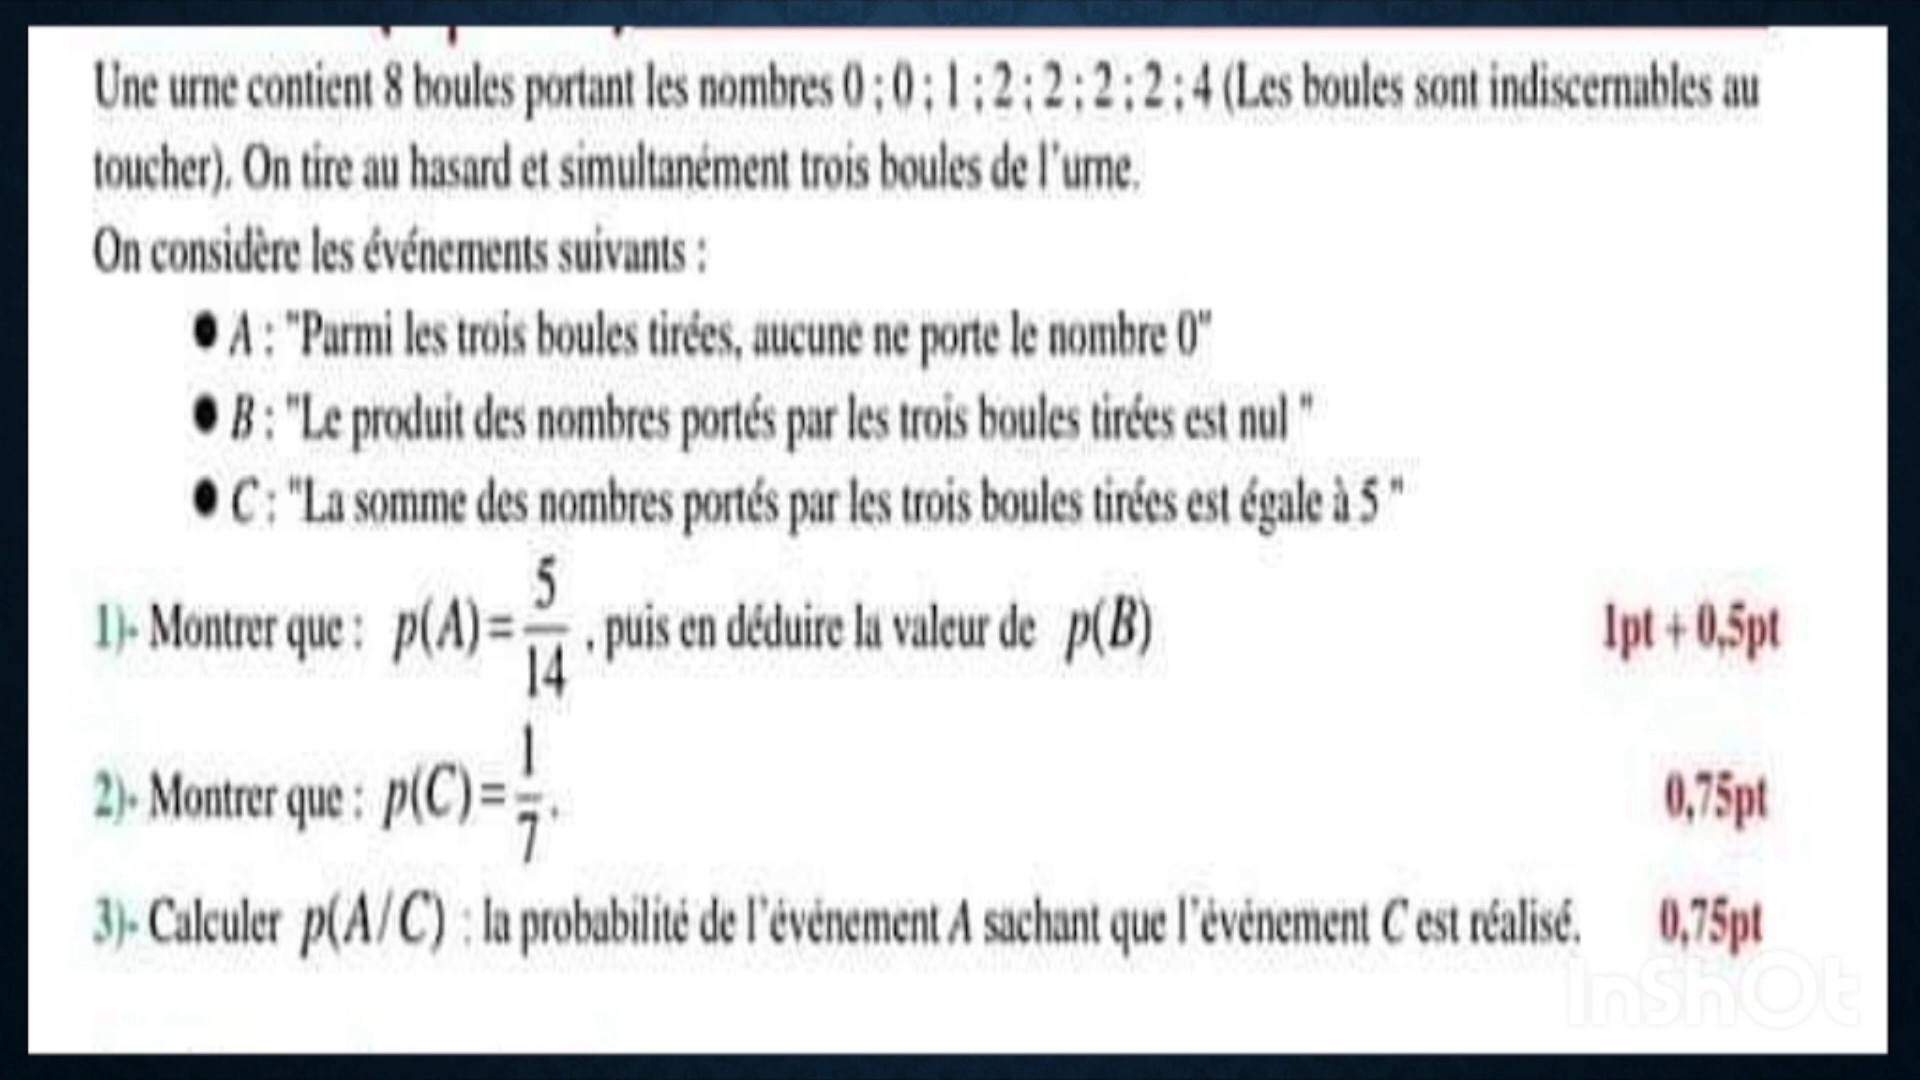 Une urne contient 8 boules portant les nombres 0 ; 0 ; 1 ; 2 ; 2 ; 2 ; 2 ; 4 (Les boules sont indiscernables au
toucher). On tire au hasard et simultanément trois boules de l'urne.
On considère les événements suivants :
● A : "Parmi les trois boules tirées, aucune ne porte le nombre 0"
● B : "Le produit des nombres portés par les trois boules tirées est nul "
● C : "La somme des nombres portés par les trois boules tirées est égale à 5 "
1)- Montrer que : p(A)=5/14 , puis en déduire la valeur de p(B) 1pt + 0,5pt
2)- Montrer que : p(C)=1/7. 0,75pt
3)- Calculer p(A/C) : la probabilité de l'événement A sachant que l'événement C est réalisé. 0,75pt
InShOt